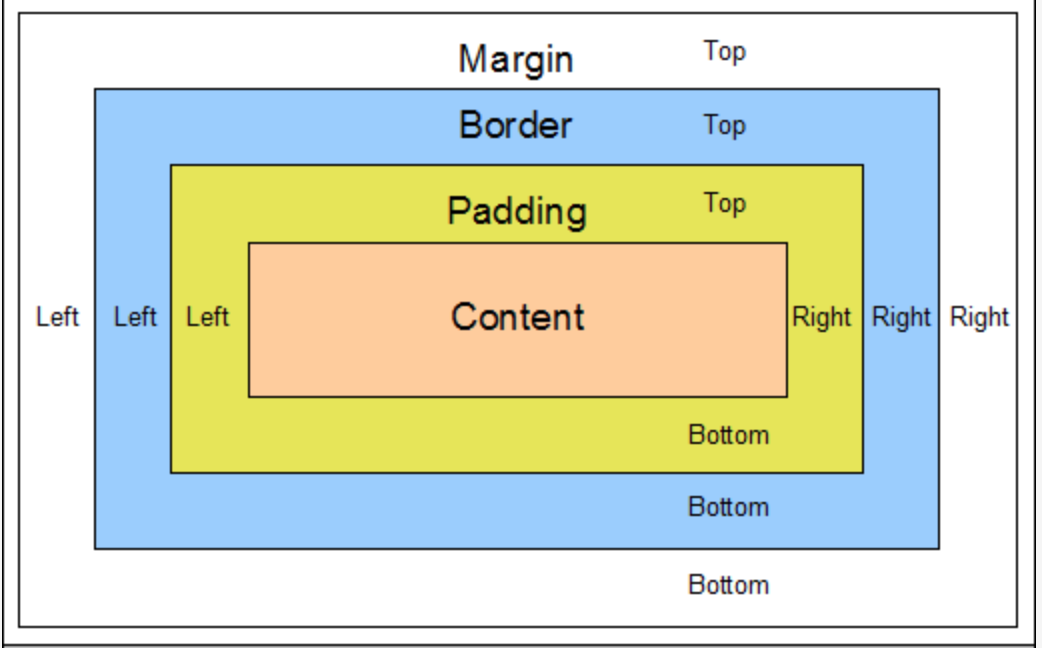 Margin Top
Border Top
Padding Top
Left Left Left Content Right Right Right
Bottom
Bottom
Bottom